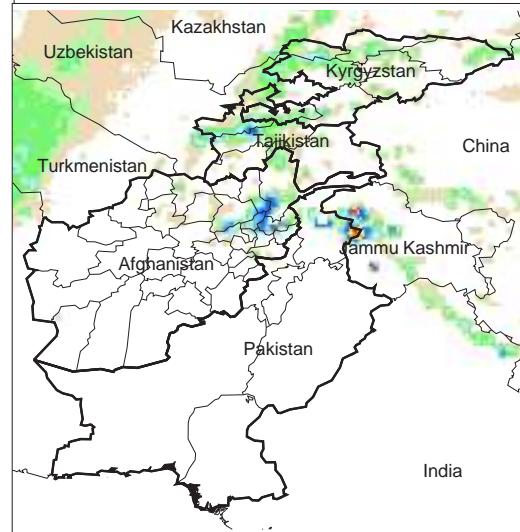 Kazakhstan
Uzbekistan
Kyrgyzstan
Tajikistan
China
Turkmenistan
Jammu Kashmir
Afghanistan
Pakistan
India